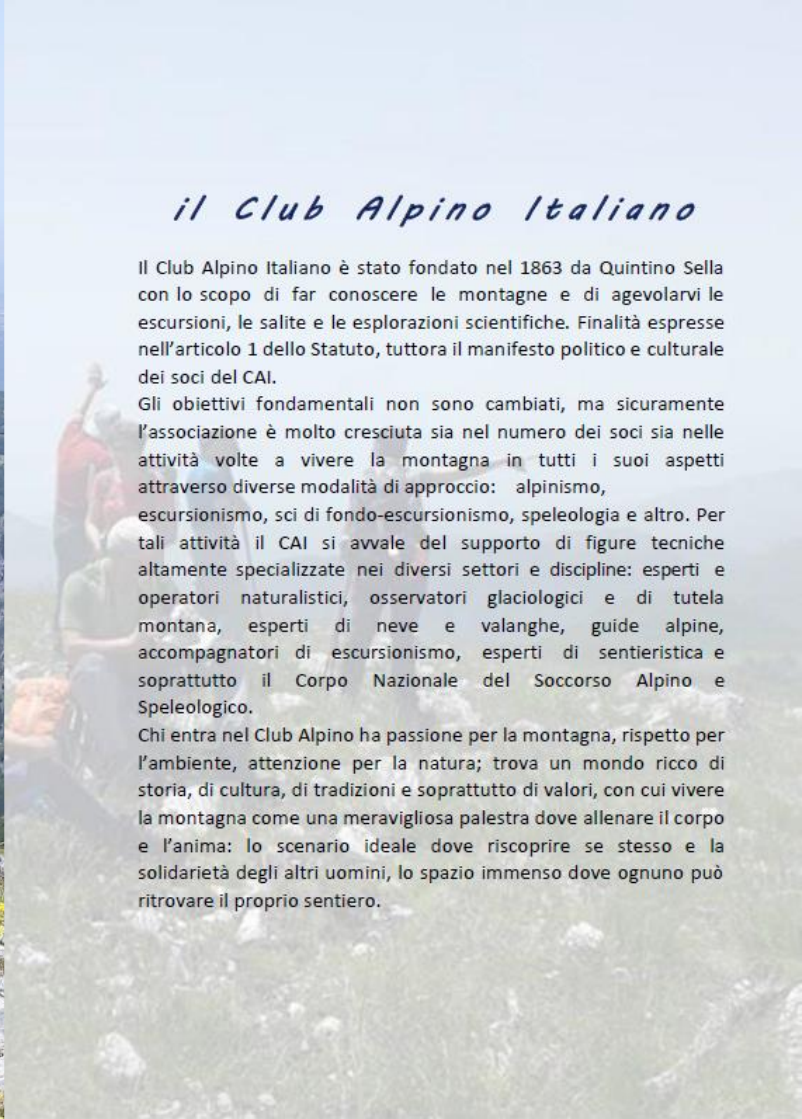 il Club Alpino Italiano
Il Club Alpino Italiano è stato fondato nel 1863 da Quintino Sella
con lo scopo di far conoscere le montagne e di agevolarvi le
escursioni, le salite e le esplorazioni scientifiche. Finalità espresse
nell’articolo 1 dello Statuto, tuttora il manifesto politico e culturale
dei soci del CAI.
Gli obiettivi fondamentali non sono cambiati, ma sicuramente
l’associazione è molto cresciuta sia nel numero dei soci sia nelle
attività volte a vivere la montagna in tutti i suoi aspetti
attraverso diverse modalità di approccio: alpinismo,
escursionismo, sci di fondo-escursionismo, speleologia e altro. Per
tali attività il CAI si avvale del supporto di figure tecniche
altamente specializzate nei diversi settori e discipline: esperti e
operatori naturalistici, osservatori glaciologici e di tutela
montana, esperti di neve e valanghe, guide alpine,
accompagnatori di escursionismo, esperti di sentieristica e
soprattutto il Corpo Nazionale del Soccorso Alpino e
Speleologico.
Chi entra nel Club Alpino ha passione per la montagna, rispetto per
l’ambiente, attenzione per la natura; trova un mondo ricco di
storia, di cultura, di tradizioni e soprattutto di valori, con cui vivere
la montagna come una meravigliosa palestra dove allenare il corpo
e l’anima: lo scenario ideale dove riscoprire se stesso e la
solidarietà degli altri uomini, lo spazio immenso dove ognuno può
ritrovare il proprio sentiero.